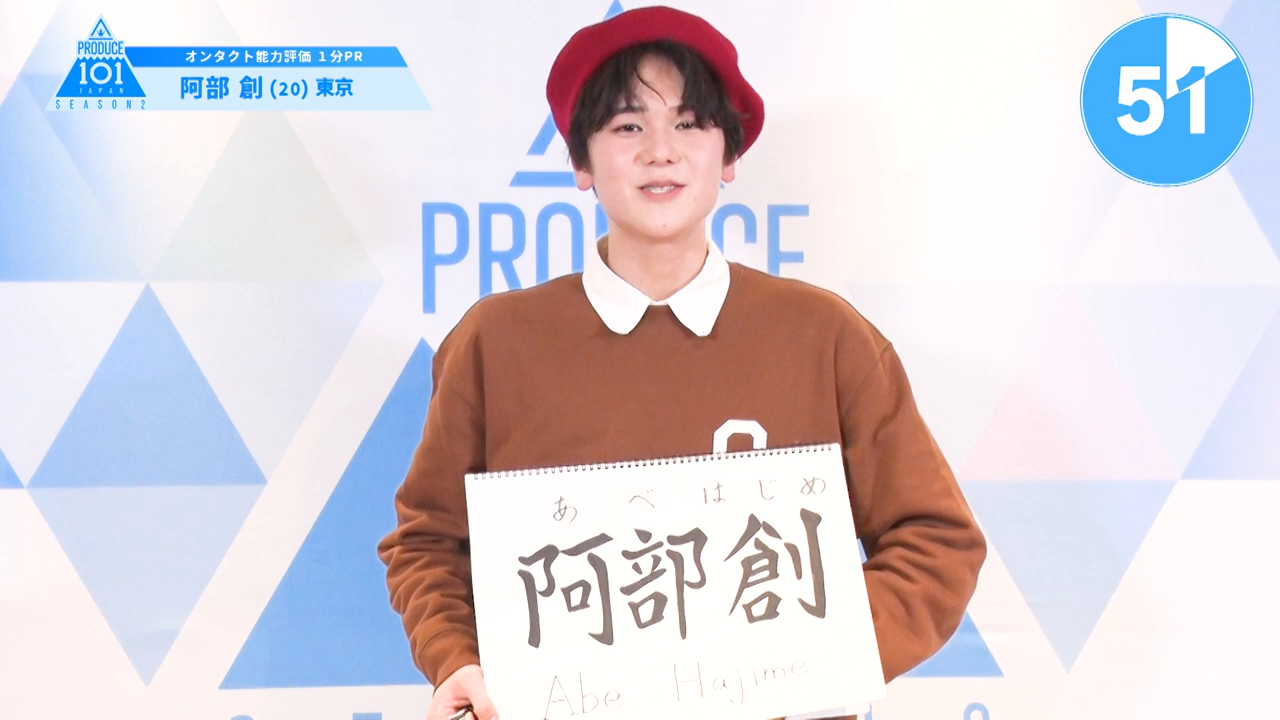 PRODUCE
101
JAPAN
SEASON2
オンタクト能力評価 1分PR
阿部 創 (20) 東京
51
PRODUCE
あべ はじめ
阿部創
Abe Hajime